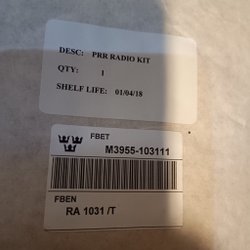 DESC: PRR RADIO KIT
QTY: 1
SHELF LIFE: 01/04/18
FBET
M3955-103111
FBEN
RA 1031 /T